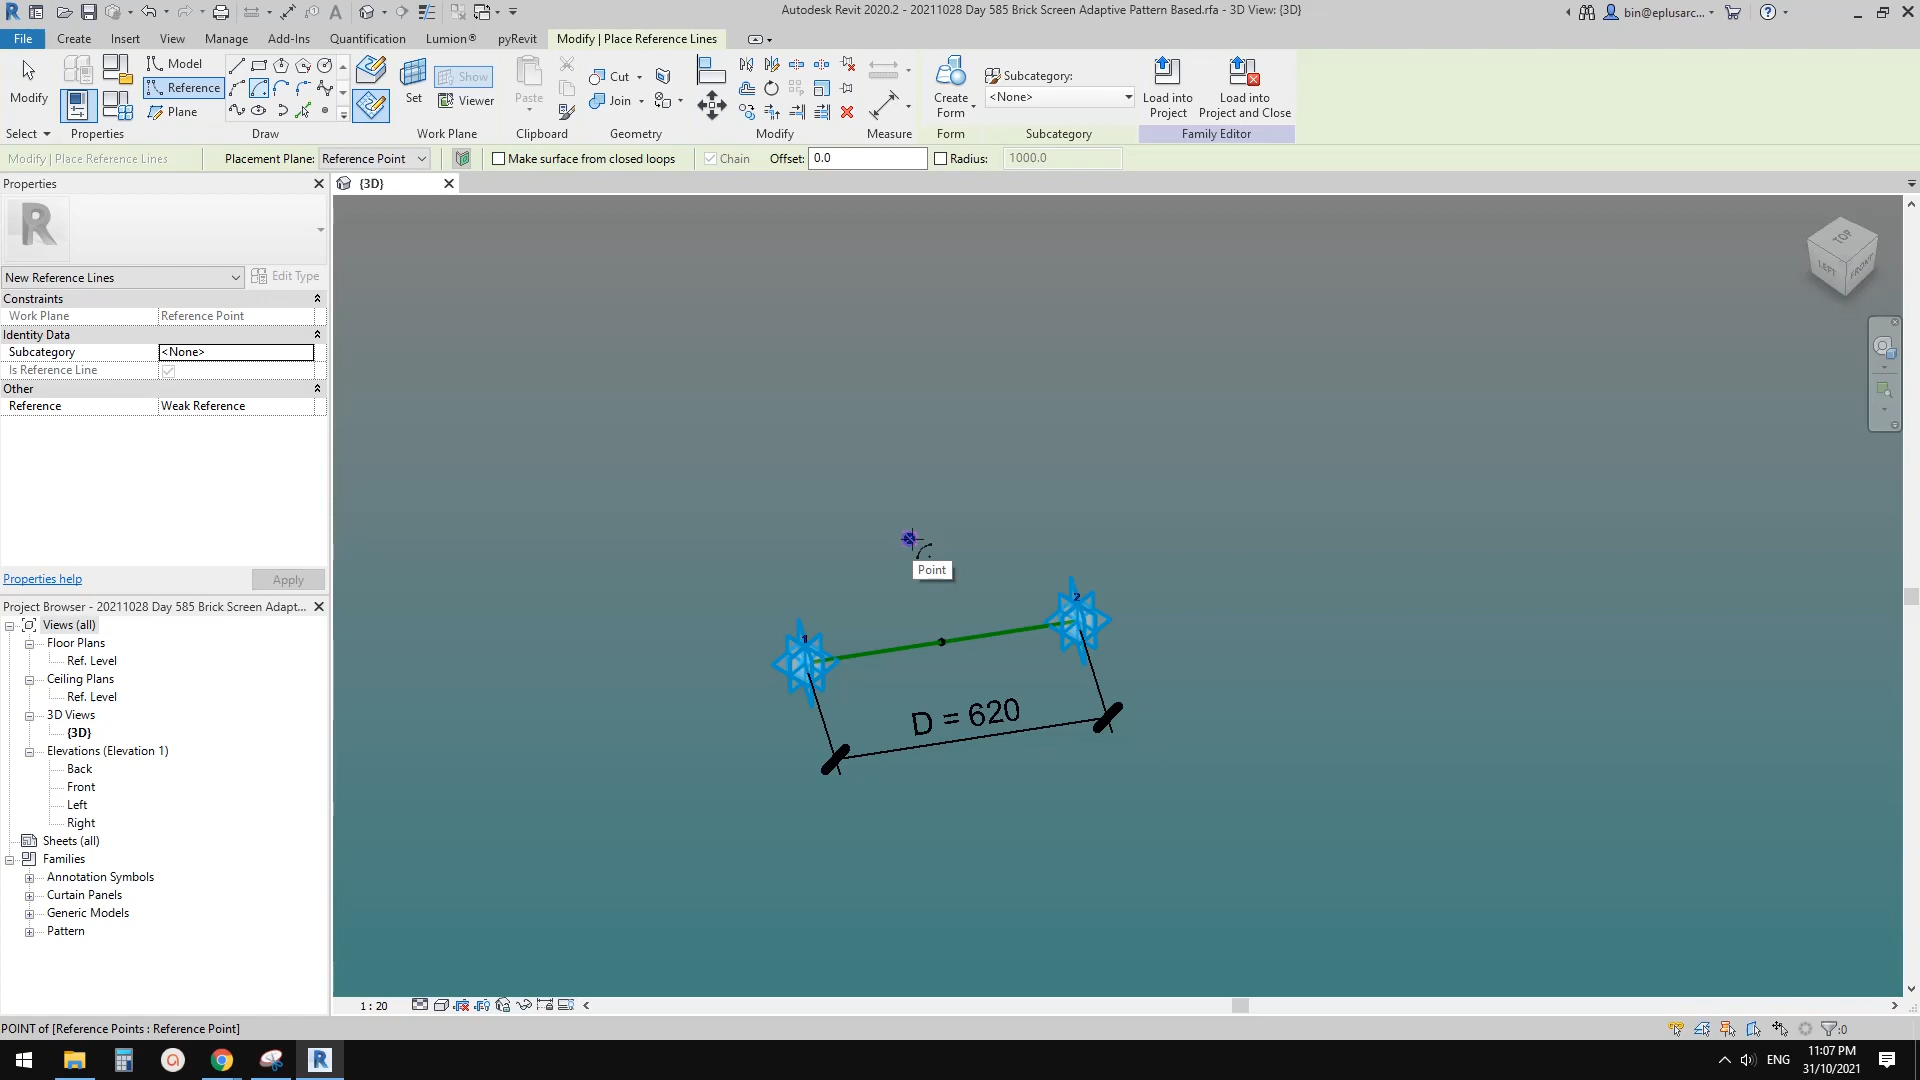 Autodesk Revit 2020.2 - 20211028 Day 585 Brick Screen Adaptive Pattern Based.rfa - 3D View: {3D}
bin@eplusarc...
File
Create
Insert
View
Manage
Add-Ins
Quantification
Lumion®
pyRevit
Modify | Place Reference Lines
Modify
Model
Reference
Plane
Set
Show
Viewer
Paste
Cut
Join
Create
Form
Subcategory:
<None>
Load into
Project
Load into
Project and Close
Select
Properties
Draw
Work Plane
Clipboard
Geometry
Modify
Measure
Form
Subcategory
Family Editor
Modify | Place Reference Lines
Placement Plane:
Reference Point
Make surface from closed loops
Chain
Offset:
0.0
Radius:
1000.0
Properties
{3D}
R
New Reference Lines
Edit Type
Constraints
Work Plane
Reference Point
Identity Data
Subcategory
<None>
Is Reference Line
Other
Reference
Weak Reference
Properties help
Apply
Project Browser - 20211028 Day 585 Brick Screen Adapt...
Views (all)
Floor Plans
Ref. Level
Ceiling Plans
Ref. Level
3D Views
{3D}
Elevations (Elevation 1)
Back
Front
Left
Right
Sheets (all)
Families
Annotation Symbols
Curtain Panels
Generic Models
Pattern
TOP
LEFT
FRONT
Point
1
2
D = 620
1 : 20
POINT of [Reference Points : Reference Point]
:0
ENG
11:07 PM
31/10/2021